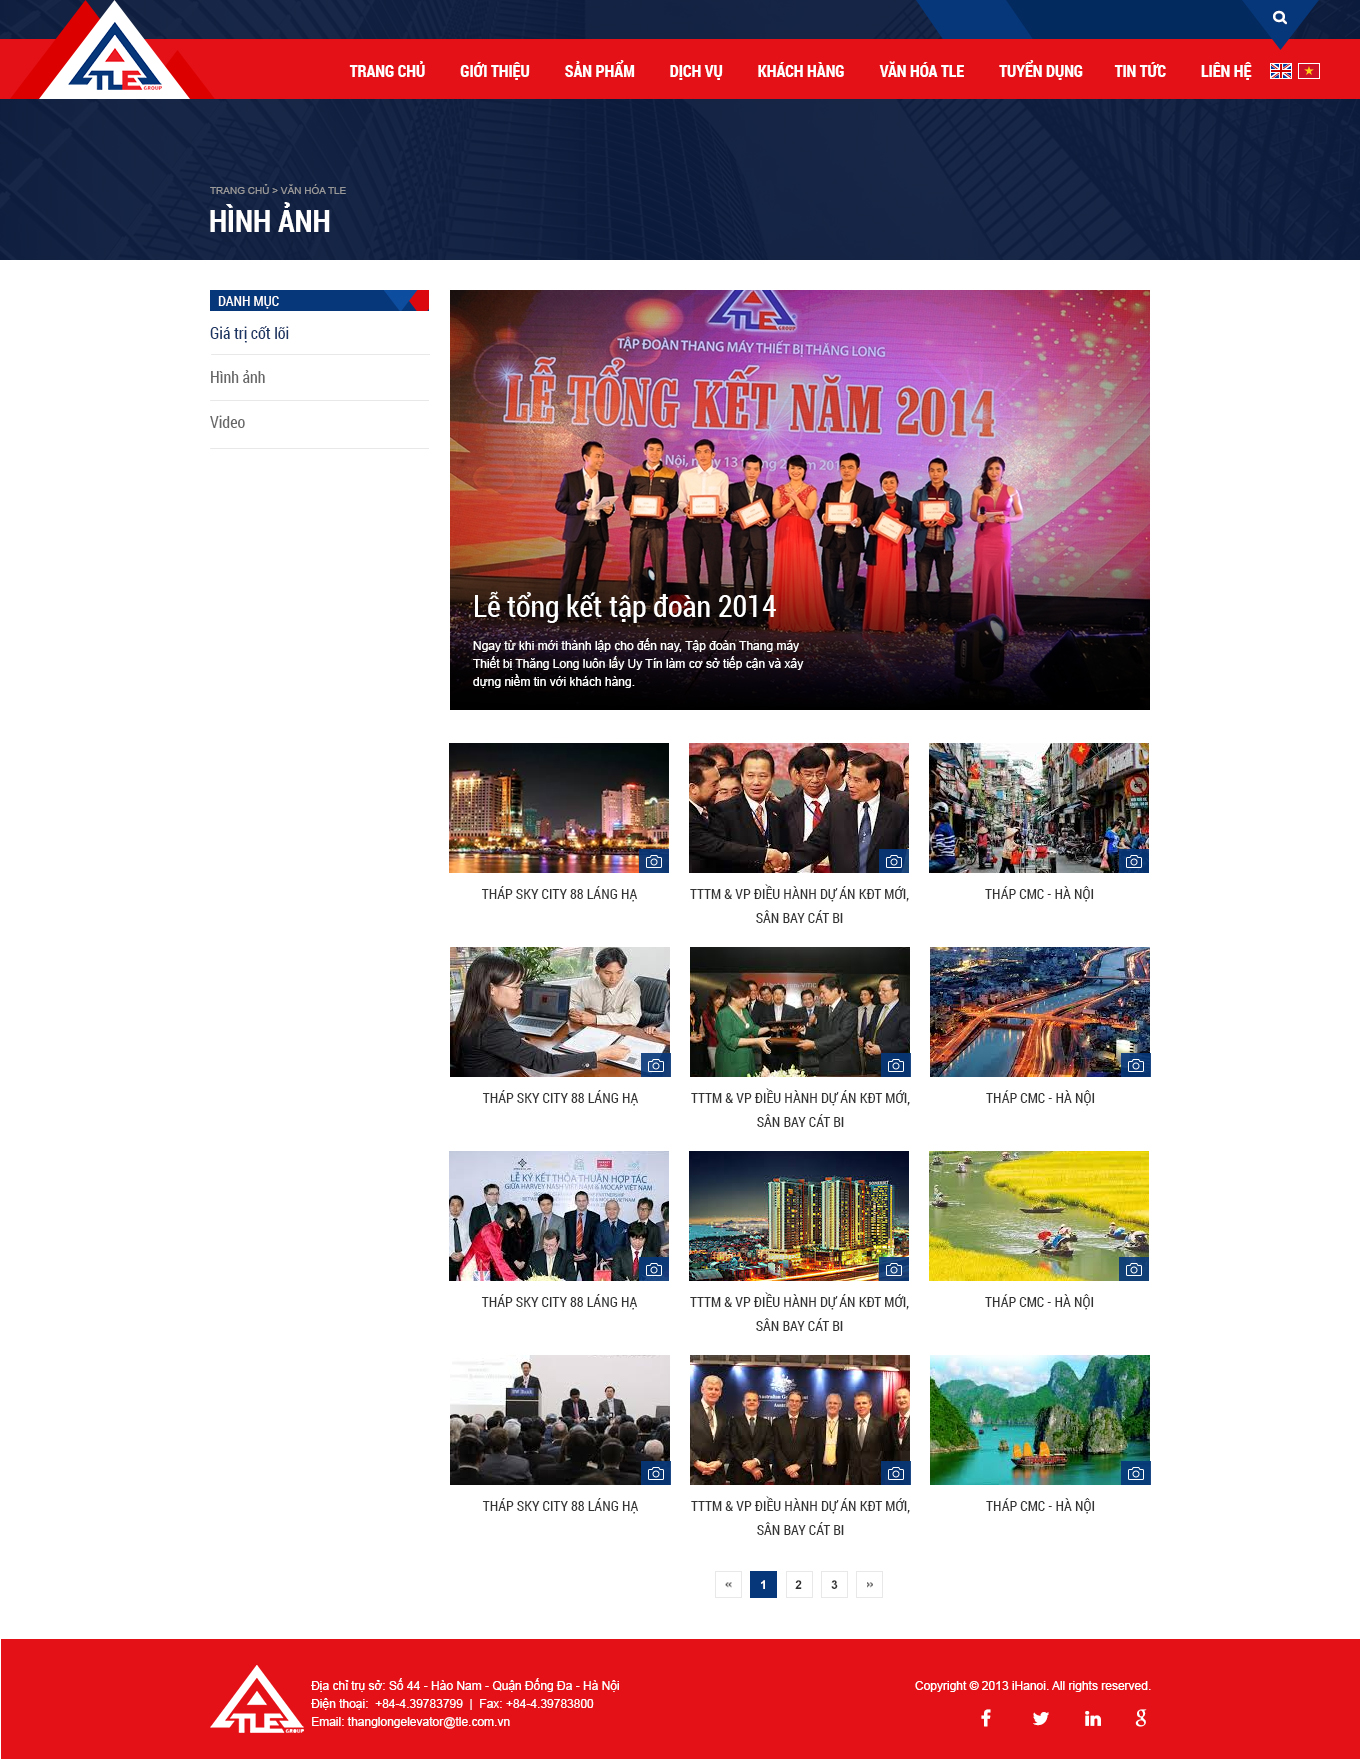 TLE
GROUP
TRANG CHỦ GIỚI THIỆU SẢN PHẨM DỊCH VỤ KHÁCH HÀNG VĂN HÓA TLE TUYỂN DỤNG TIN TỨC LIÊN HỆ
TRANG CHỦ > VĂN HÓA TLE
HÌNH ẢNH
DANH MỤC
Giá trị cốt lõi
Hình ảnh
Video
TLE
GROUP
TẬP ĐOÀN THANG MÁY THIẾT BỊ THĂNG LONG
LỄ TỔNG KẾT NĂM 2014
Nội, ngày 13
Lễ tổng kết tập đoàn 2014
Ngay từ khi mới thành lập cho đến nay, Tập đoàn Thang máy
Thiết bị Thăng Long luôn lấy Uy Tín làm cơ sở tiếp cận và xây
dựng niềm tin với khách hàng.
THÁP SKY CITY 88 LÁNG HẠ
TTTM & VP ĐIỀU HÀNH DỰ ÁN KĐT MỚI,
SÂN BAY CÁT BI
THÁP CMC - HÀ NỘI
THÁP SKY CITY 88 LÁNG HẠ
TTTM & VP ĐIỀU HÀNH DỰ ÁN KĐT MỚI,
SÂN BAY CÁT BI
THÁP CMC - HÀ NỘI
LỄ KÝ KẾT THỎA THUẬN HỢP TÁC
GIỮA HARVEY NASH VIỆT NAM & MOCAP VIỆT NAM
THÁP SKY CITY 88 LÁNG HẠ
TTTM & VP ĐIỀU HÀNH DỰ ÁN KĐT MỚI,
SÂN BAY CÁT BI
THÁP CMC - HÀ NỘI
THÁP SKY CITY 88 LÁNG HẠ
TTTM & VP ĐIỀU HÀNH DỰ ÁN KĐT MỚI,
SÂN BAY CÁT BI
THÁP CMC - HÀ NỘI
« 1 2 3 »
TLE
GROUP
Địa chỉ trụ sở: Số 44 - Hào Nam - Quận Đống Đa - Hà Nội
Điện thoại: +84-4.39783799 | Fax: +84-4.39783800
Email: thanglongelevator@tle.com.vn
Copyright © 2013 iHanoi. All rights reserved.